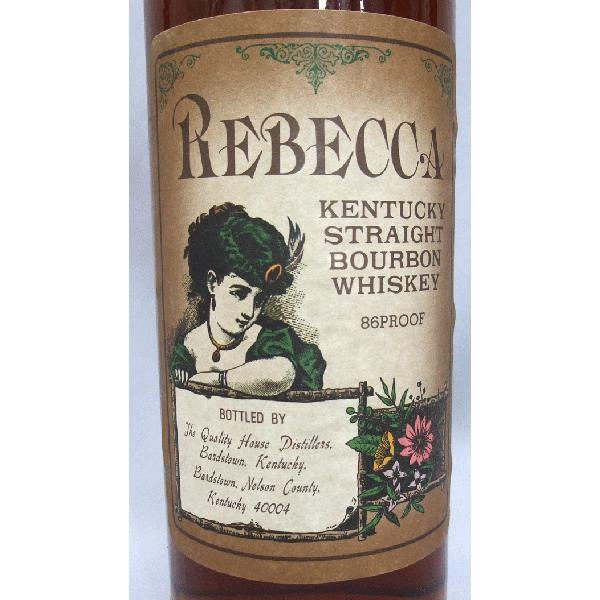 REBECCA
KENTUCKY
STRAIGHT
BOURBON
WHISKEY
86PROOF
BOTTLED BY
The Quality House Distillers,
Bardstown, Kentucky,
Bardstown, Nelson County,
Kentucky 40004